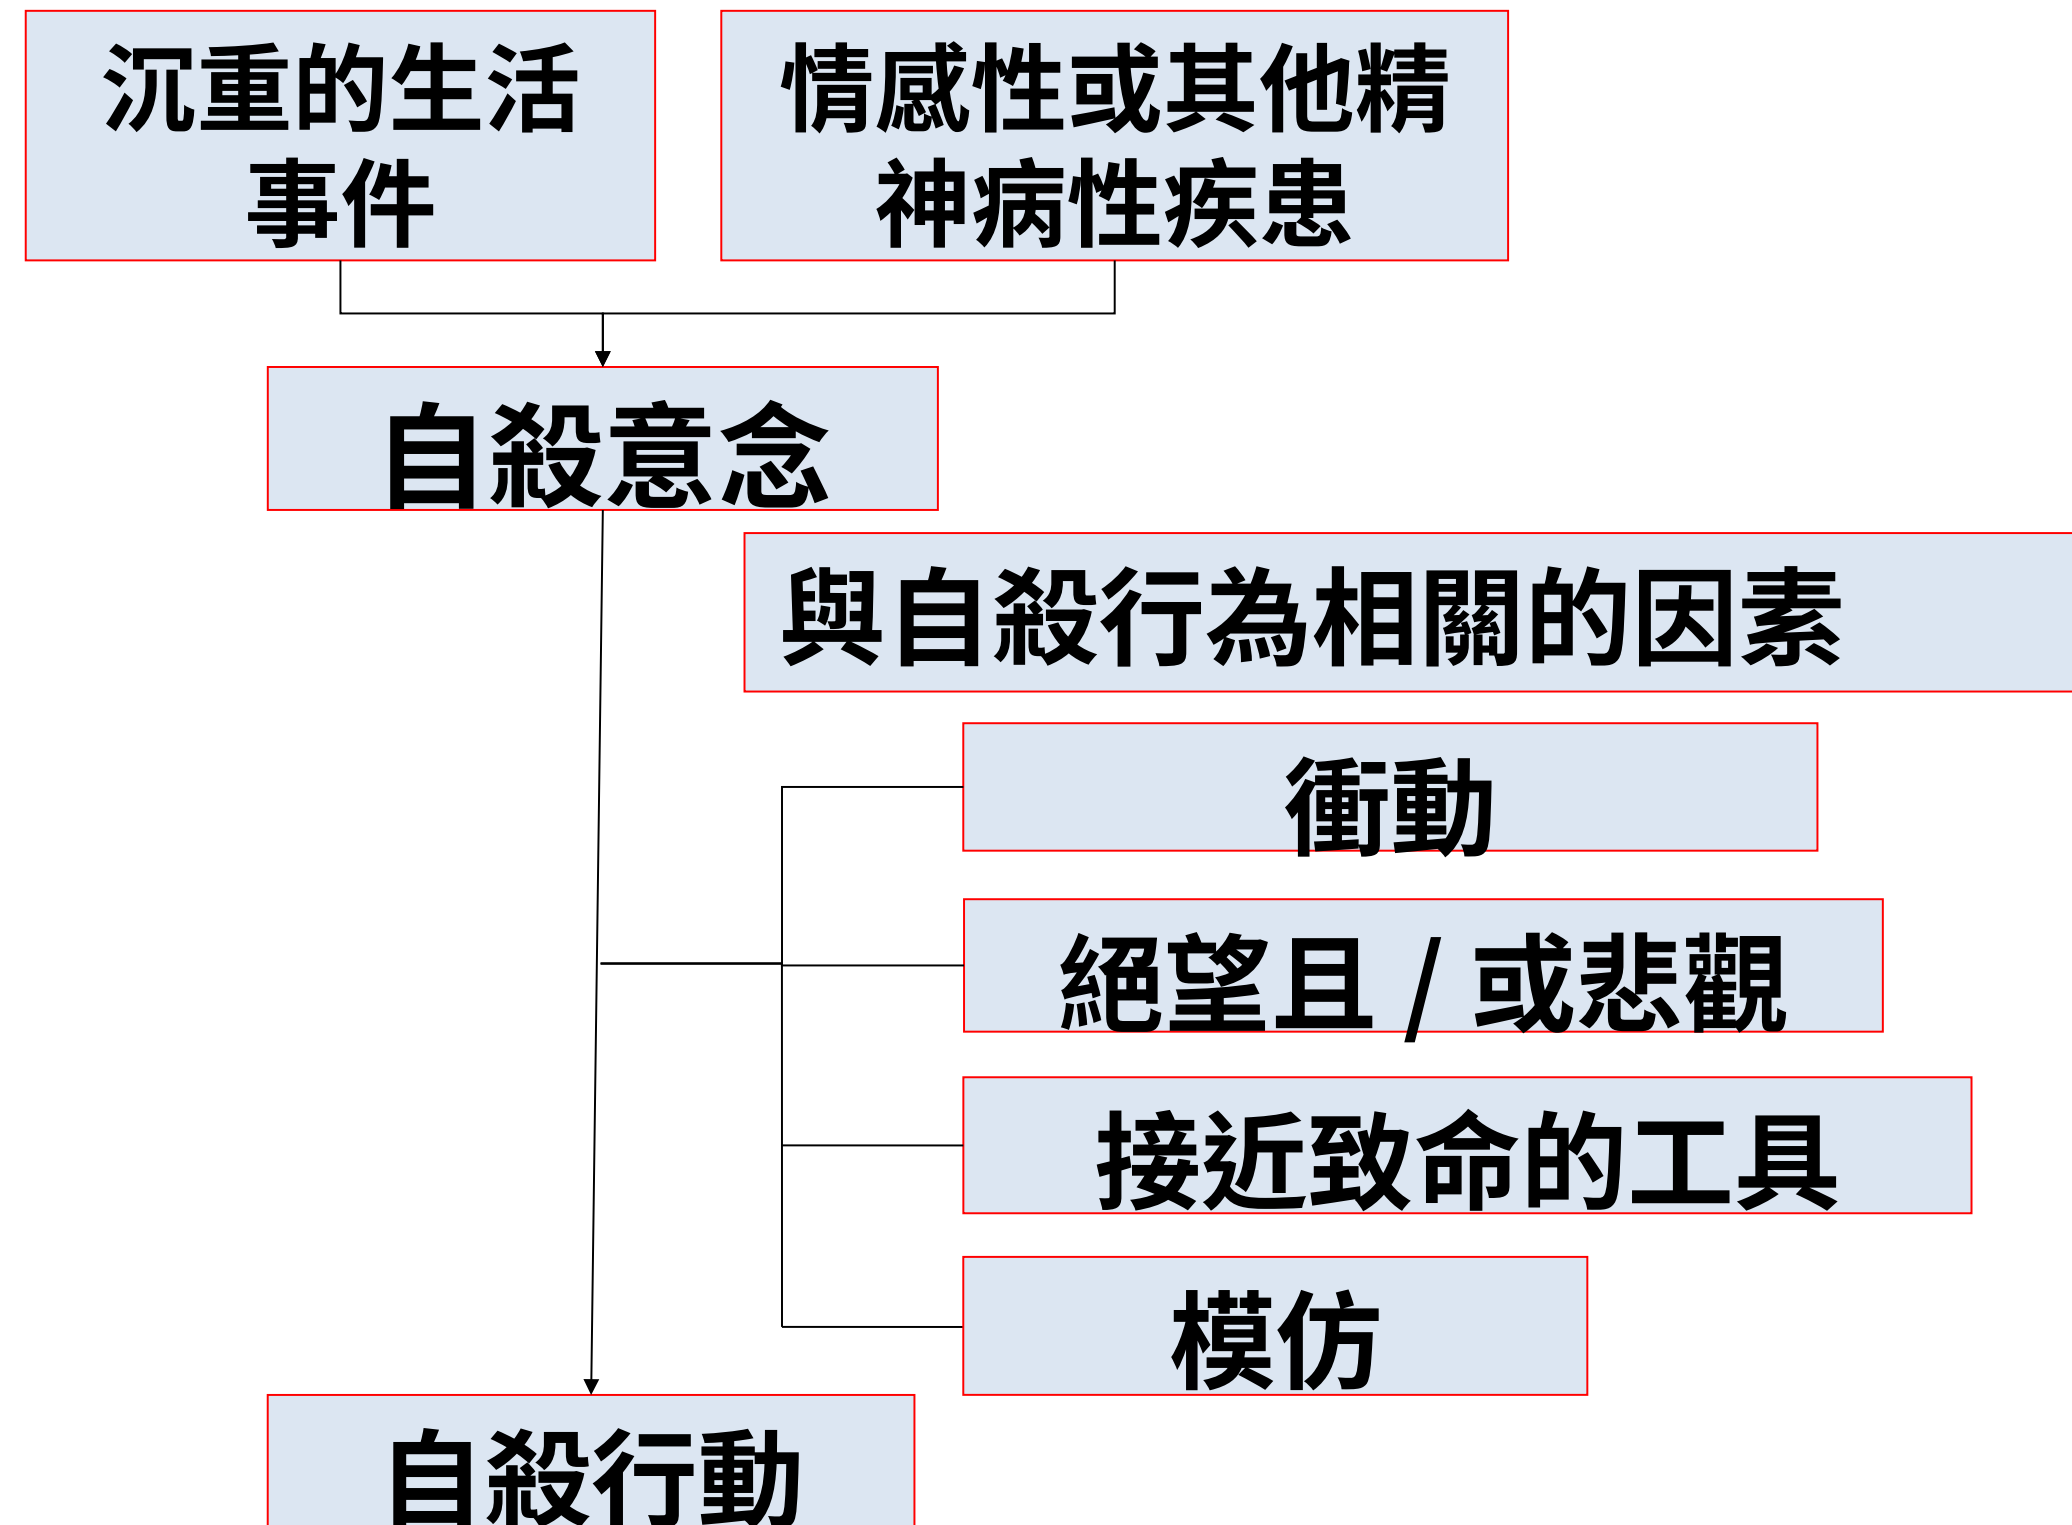 沉重的生活
事件
情感性或其他精
神病性疾患
自殺意念
與自殺行為相關的因素
衝動
絕望且 / 或悲觀
接近致命的工具
模仿
自殺行動